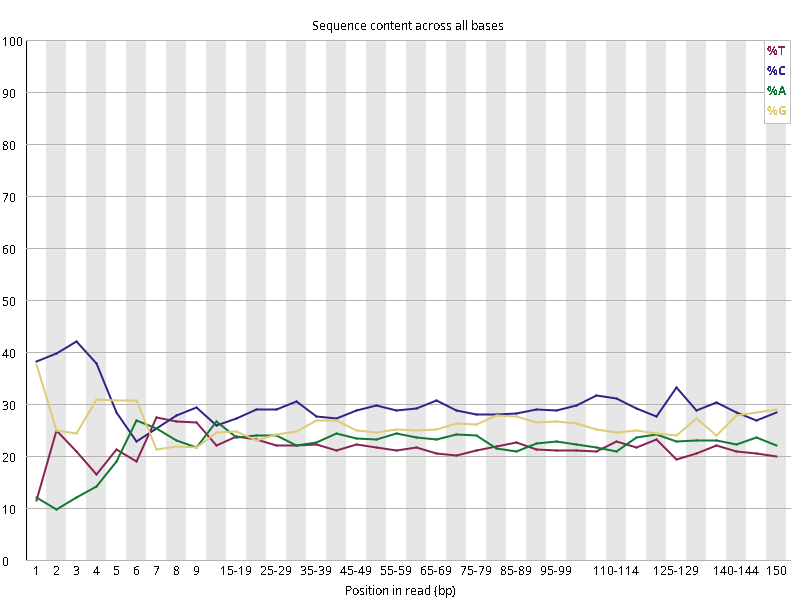 Sequence content across all bases
100
90
80
70
60
50
40
30
20
10
0
%T
%C
%A
%G
1 2 3 4 5 6 7 8 9 15-19 25-29 35-39 45-49 55-59 65-69 75-79 85-89 95-99 110-114 125-129 140-144 150
Position in read (bp)